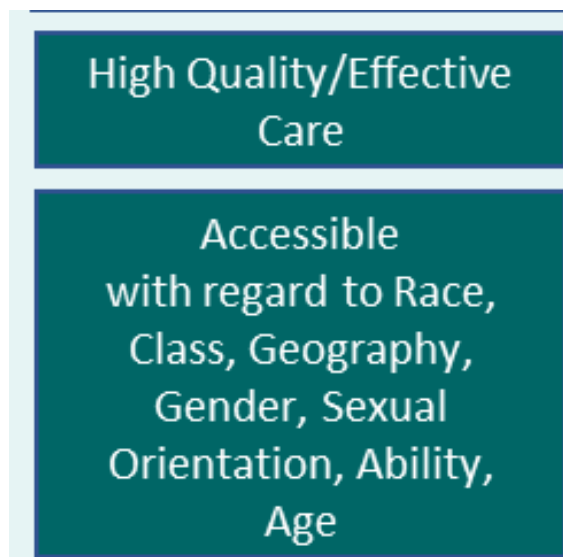 High Quality/Effective
Care
Accessible
with regard to Race,
Class, Geography,
Gender, Sexual
Orientation, Ability,
Age